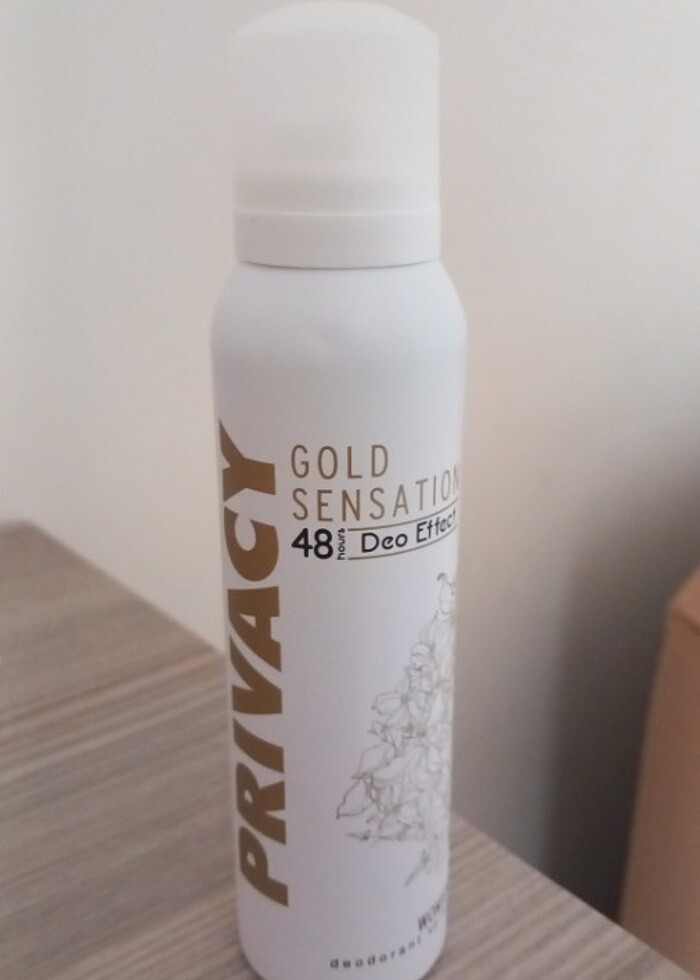 PRIVACY
GOLD
SENSATION
48 hours Deo Effect
deodorant